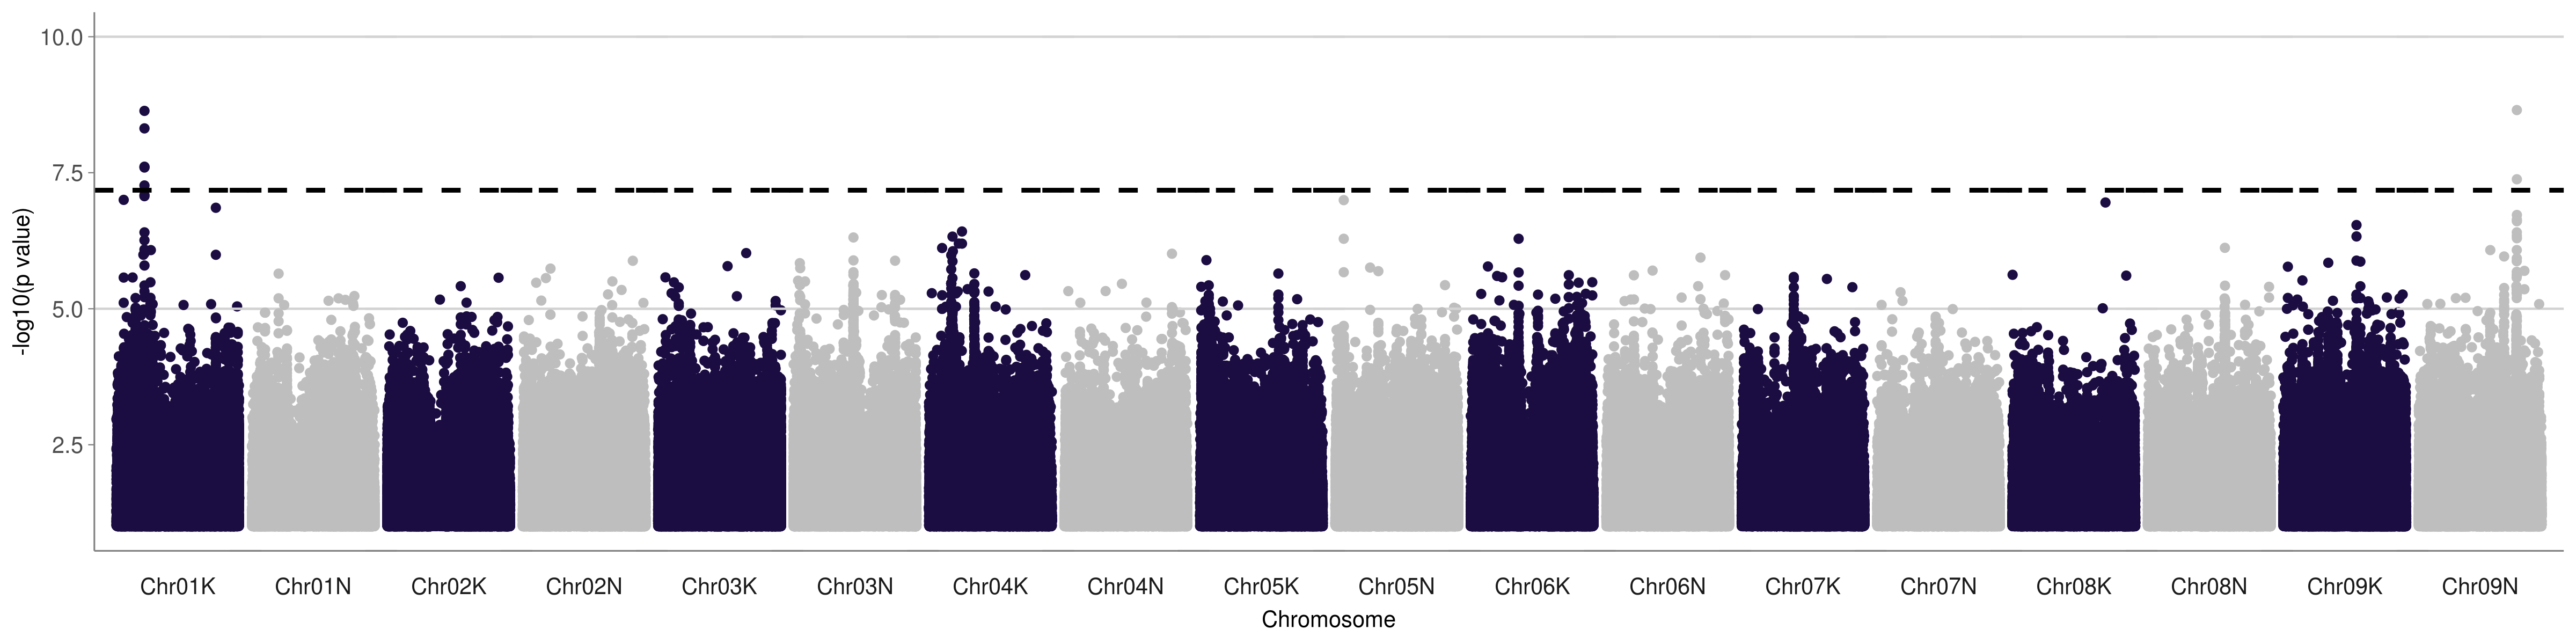 10.0
7.5
5.0
2.5
-log10(p value)
Chr01K Chr01N Chr02K Chr02N Chr03K Chr03N Chr04K Chr04N Chr05K Chr05N Chr06K Chr06N Chr07K Chr07N Chr08K Chr08N Chr09K Chr09N
Chromosome